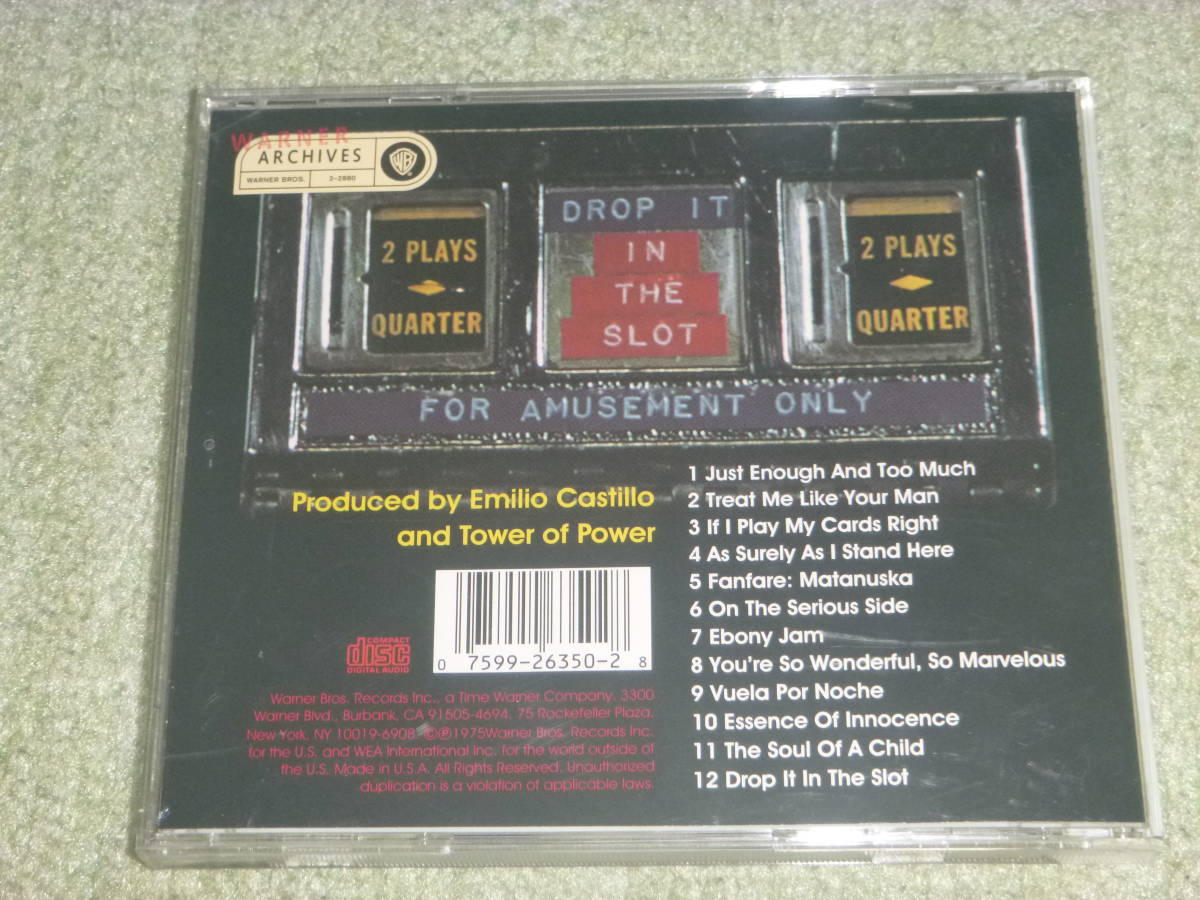 WARNER
ARCHIVES
WARNER BROS. 2-2880
WB
2 PLAYS
QUARTER
DROP IT
IN
THE
SLOT
2 PLAYS
QUARTER
FOR AMUSEMENT ONLY
Produced by Emilio Castillo
and Tower of Power
1 Just Enough And Too Much
2 Treat Me Like Your Man
3 If I Play My Cards Right
4 As Surely As I Stand Here
5 Fanfare: Matanuska
6 On The Serious Side
7 Ebony Jam
8 You're So Wonderful, So Marvelous
9 Vuela Por Noche
10 Essence Of Innocence
11 The Soul Of A Child
12 Drop It In The Slot
0 7599-26350-2 8
COMPACT
disc
DIGITAL AUDIO
Warner Bros. Records Inc., a Time Warner Company. 3300
Warner Blvd., Burbank, CA 91505-4694. 75 Rockefeller Plaza,
New York, NY 10019-6908. ©℗1975Warner Bros. Records Inc.
for the U.S. and WEA International Inc. for the world outside of
the U.S. Made in U.S.A. All Rights Reserved. Unauthorized
duplication is a violation of applicable laws.